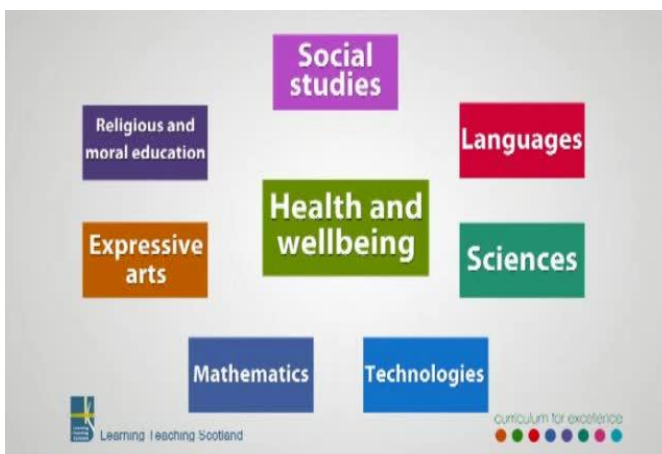 Social
studies
Religious and
moral education
Languages
Health and
wellbeing
Expressive
arts
Sciences
Mathematics
Technologies
Learning Teaching Scotland
curriculum for excellence